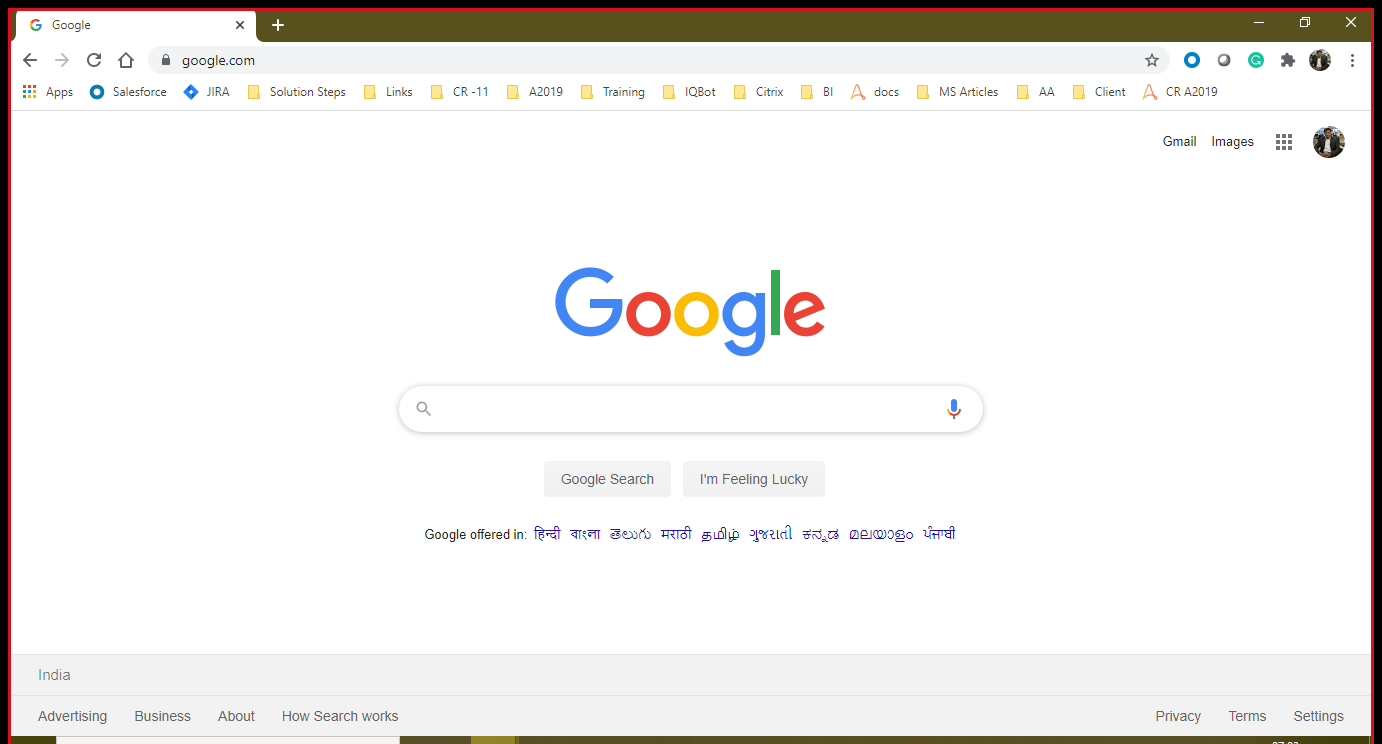 Google
google.com
Apps Salesforce JIRA Solution Steps Links CR -11 A2019 Training IQBot Citrix BI docs MS Articles AA Client CR A2019
Gmail Images
Google
Google Search I'm Feeling Lucky
Google offered in: हिन्दी বাংলা తెలుగు मराठी தமிழ் ગુજરાતી ಕನ್ನಡ മലയാളം ਪੰਜਾਬੀ
India
Advertising Business About How Search works Privacy Terms Settings